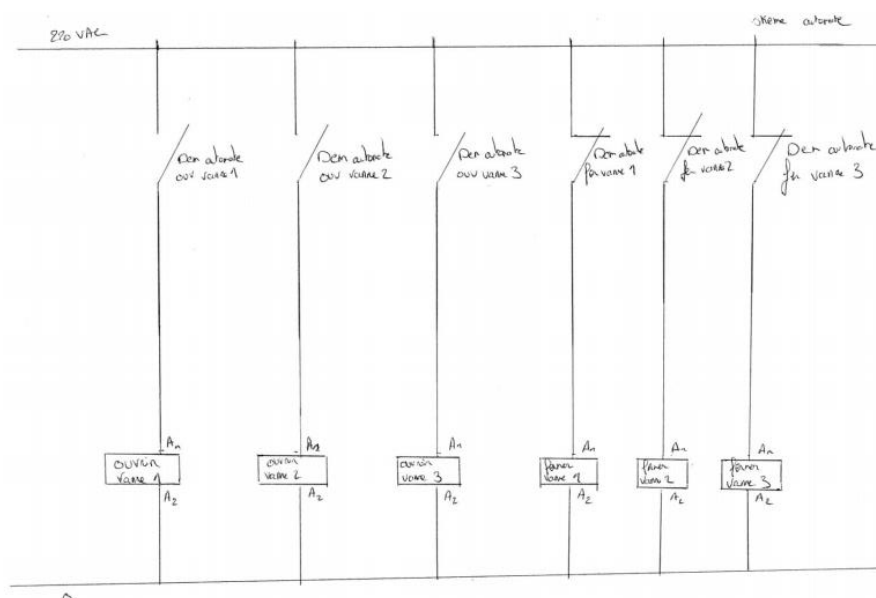 220 VAC
Dem automate
ouv vanne 1
Dem automate
ouv vanne 2
Dem automate
ouv vanne 3
Dem automate
fer vanne 1
Dem automate
fer vanne 2
Dem automate
fer vanne 3
A1
ouvrir
vanne 1
A2
A1
ouvrir
vanne 2
A2
A1
ouvrir
vanne 3
A2
A1
fermer
vanne 1
A2
A1
fermer
vanne 2
A2
A1
fermer
vanne 3
A2